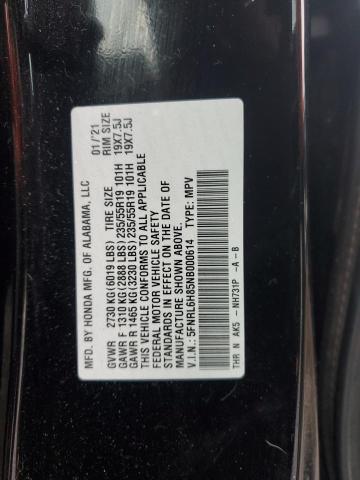 MFD. BY HONDA MFG. OF ALABAMA, LLC 01/'21
GVWR 2730 KG(6019 LBS) TIRE SIZE RIM SIZE
GAWR F 1310 KG(2888 LBS) 235/55R19 101H 19X7.5J
GAWR R 1465 KG(3230 LBS) 235/55R19 101H 19X7.5J
THIS VEHICLE CONFORMS TO ALL APPLICABLE
FEDERAL MOTOR VEHICLE SAFETY
STANDARDS IN EFFECT ON THE DATE OF
MANUFACTURE SHOWN ABOVE.
V.I.N.: 5FNRL6H85NB000614 TYPE: MPV
THR N AK5 - NH731P -A -B